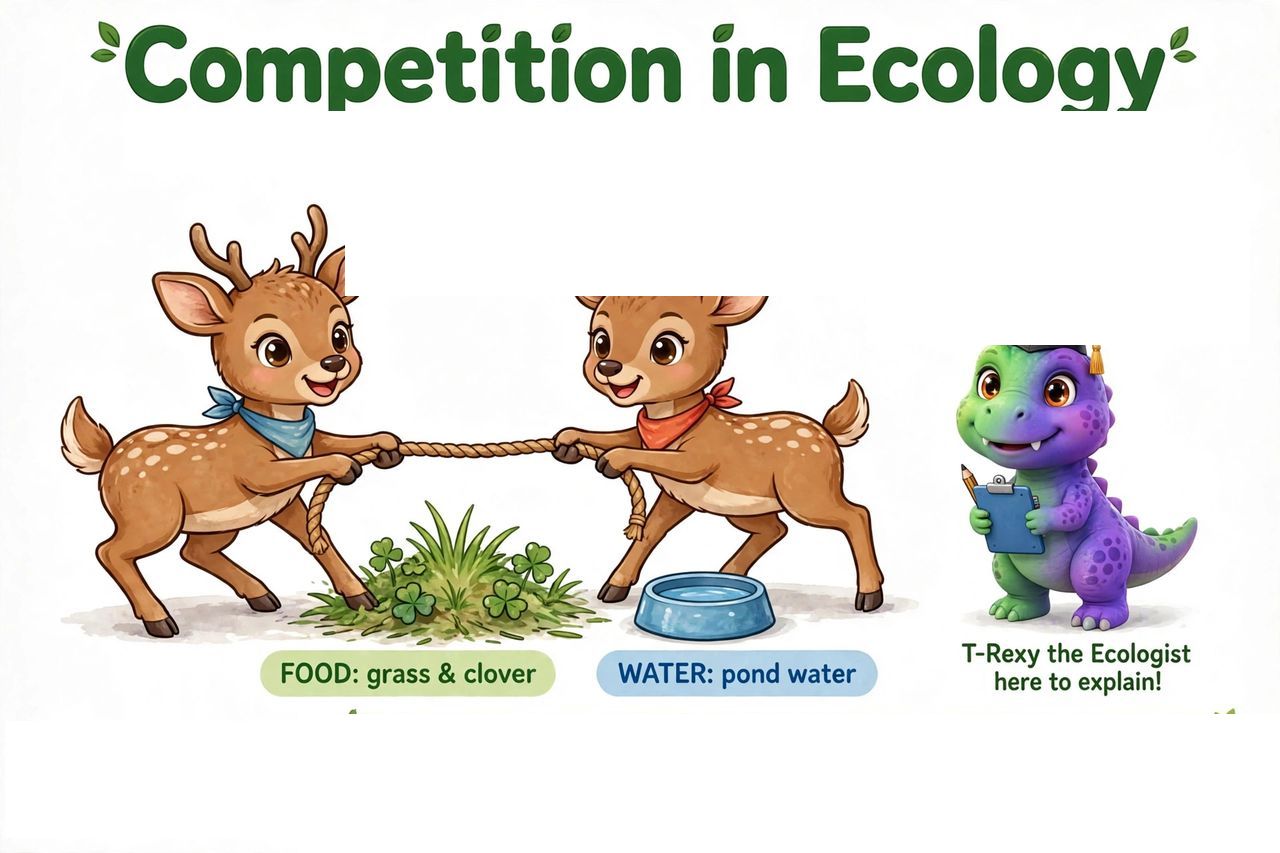 Competition in Ecology
FOOD: grass & clover
WATER: pond water
T-Rexy the Ecologist
here to explain!